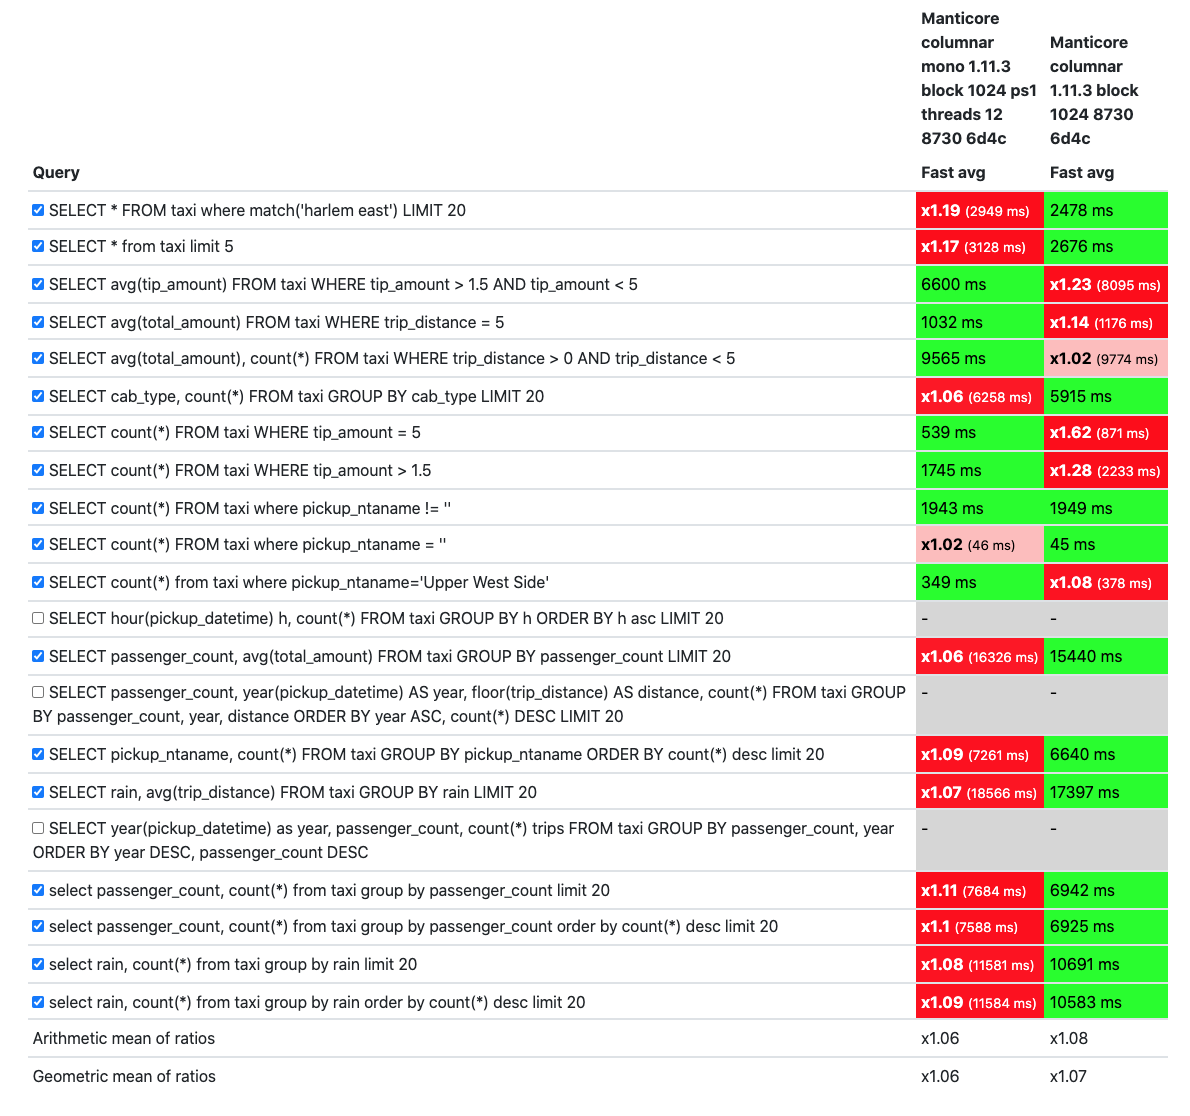 Manticore
columnar
mono 1.11.3
block 1024 ps1
threads 12
8730 6d4c
Manticore
columnar
1.11.3 block
1024 8730
6d4c
Query Fast avg Fast avg
SELECT * FROM taxi where match('harlem east') LIMIT 20 x1.19 (2949 ms) 2478 ms
SELECT * from taxi limit 5 x1.17 (3128 ms) 2676 ms
SELECT avg(tip_amount) FROM taxi WHERE tip_amount > 1.5 AND tip_amount < 5 6600 ms x1.23 (8095 ms)
SELECT avg(total_amount) FROM taxi WHERE trip_distance = 5 1032 ms x1.14 (1176 ms)
SELECT avg(total_amount), count(*) FROM taxi WHERE trip_distance > 0 AND trip_distance < 5 9565 ms x1.02 (9774 ms)
SELECT cab_type, count(*) FROM taxi GROUP BY cab_type LIMIT 20 x1.06 (6258 ms) 5915 ms
SELECT count(*) FROM taxi WHERE tip_amount = 5 539 ms x1.62 (871 ms)
SELECT count(*) FROM taxi WHERE tip_amount > 1.5 1745 ms x1.28 (2233 ms)
SELECT count(*) FROM taxi where pickup_ntaname != '' 1943 ms 1949 ms
SELECT count(*) FROM taxi where pickup_ntaname = '' x1.02 (46 ms) 45 ms
SELECT count(*) from taxi where pickup_ntaname='Upper West Side' 349 ms x1.08 (378 ms)
SELECT hour(pickup_datetime) h, count(*) FROM taxi GROUP BY h ORDER BY h asc LIMIT 20 - -
SELECT passenger_count, avg(total_amount) FROM taxi GROUP BY passenger_count LIMIT 20 x1.06 (16326 ms) 15440 ms
SELECT passenger_count, year(pickup_datetime) AS year, floor(trip_distance) AS distance, count(*) FROM taxi GROUP - -
BY passenger_count, year, distance ORDER BY year ASC, count(*) DESC LIMIT 20
SELECT pickup_ntaname, count(*) FROM taxi GROUP BY pickup_ntaname ORDER BY count(*) desc limit 20 x1.09 (7261 ms) 6640 ms
SELECT rain, avg(trip_distance) FROM taxi GROUP BY rain LIMIT 20 x1.07 (18566 ms) 17397 ms
SELECT year(pickup_datetime) as year, passenger_count, count(*) trips FROM taxi GROUP BY passenger_count, year - -
ORDER BY year DESC, passenger_count DESC
select passenger_count, count(*) from taxi group by passenger_count limit 20 x1.11 (7684 ms) 6942 ms
select passenger_count, count(*) from taxi group by passenger_count order by count(*) desc limit 20 x1.1 (7588 ms) 6925 ms
select rain, count(*) from taxi group by rain limit 20 x1.08 (11581 ms) 10691 ms
select rain, count(*) from taxi group by rain order by count(*) desc limit 20 x1.09 (11584 ms) 10583 ms
Arithmetic mean of ratios x1.06 x1.08
Geometric mean of ratios x1.06 x1.07